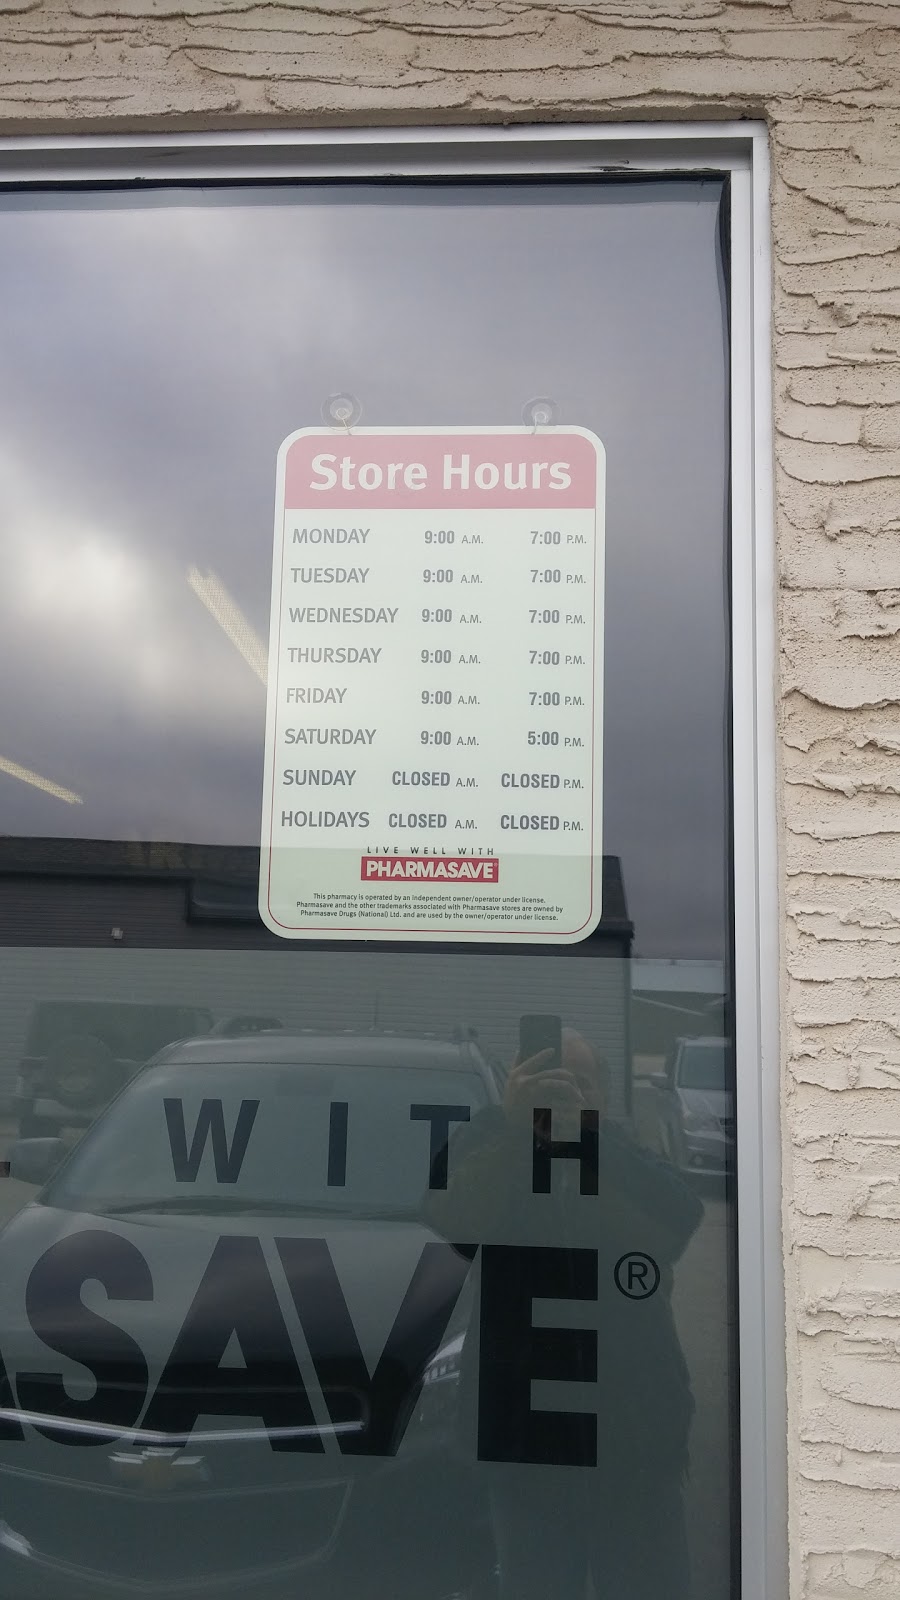 Store Hours
MONDAY 9:00 A.M. 7:00 P.M.
TUESDAY 9:00 A.M. 7:00 P.M.
WEDNESDAY 9:00 A.M. 7:00 P.M.
THURSDAY 9:00 A.M. 7:00 P.M.
FRIDAY 9:00 A.M. 7:00 P.M.
SATURDAY 9:00 A.M. 5:00 P.M.
SUNDAY CLOSED A.M. CLOSED P.M.
HOLIDAYS CLOSED A.M. CLOSED P.M.
LIVE WELL WITH
PHARMASAVE
This pharmacy is operated by an independent owner/operator under license.
Pharmasave and the other trademarks associated with Pharmasave stores are owned by
Pharmasave Drugs (National) Ltd. and are used by the owner/operator under license.
WITH
SAVE®